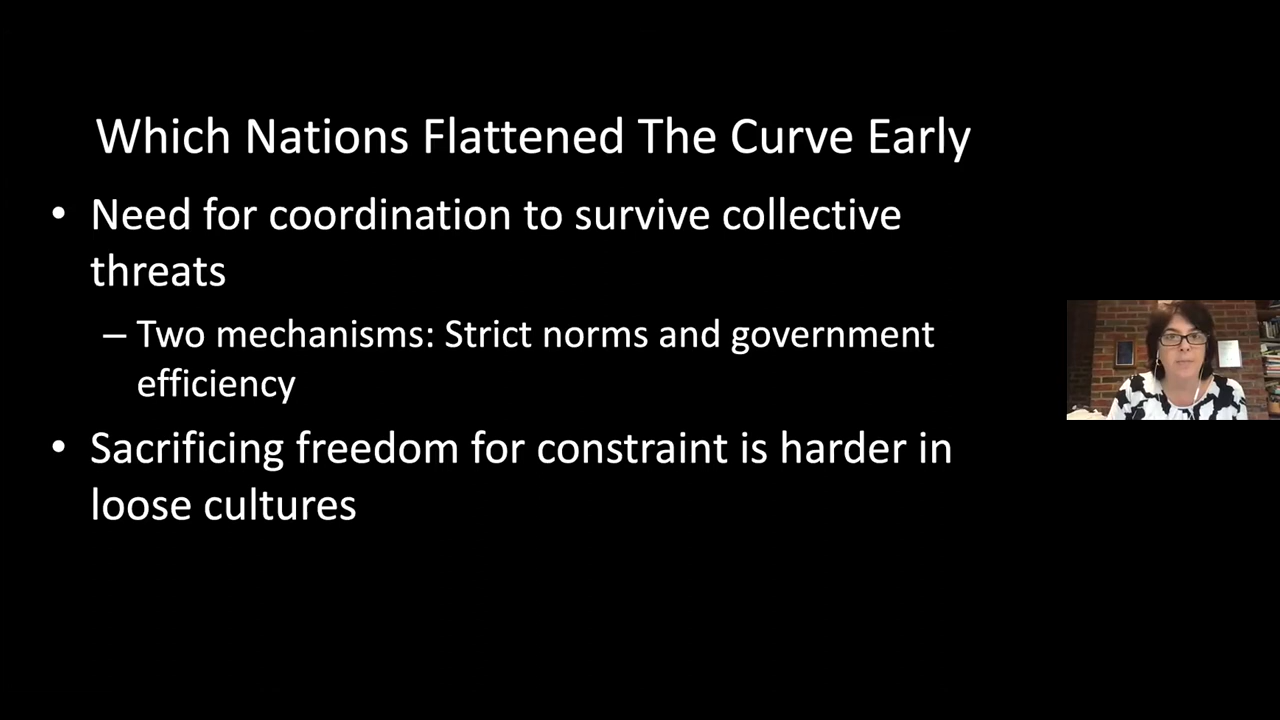 Which Nations Flattened The Curve Early
• Need for coordination to survive collective
threats
– Two mechanisms: Strict norms and government
efficiency
• Sacrificing freedom for constraint is harder in
loose cultures